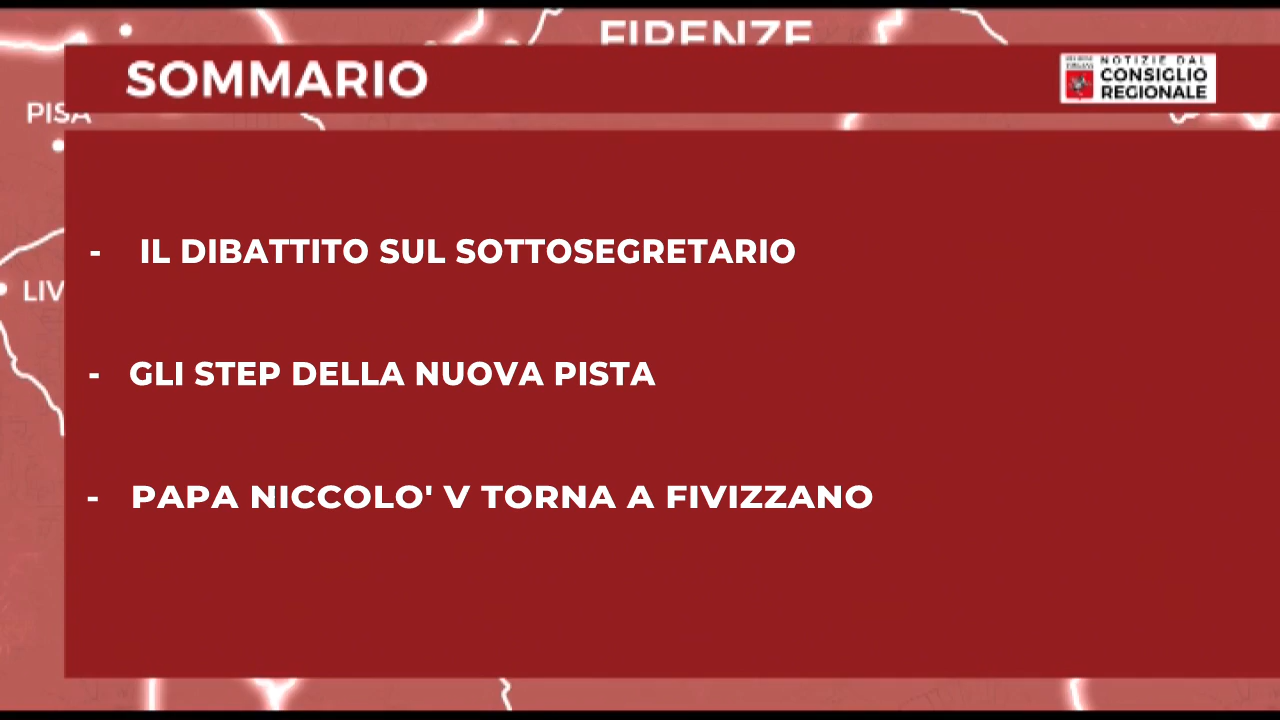 FIRENZE
SOMMARIO
NOTIZIE DAL
CONSIGLIO
REGIONALE
PISA
- IL DIBATTITO SUL SOTTOSEGRETARIO
LIV
- GLI STEP DELLA NUOVA PISTA
- PAPA NICCOLO' V TORNA A FIVIZZANO